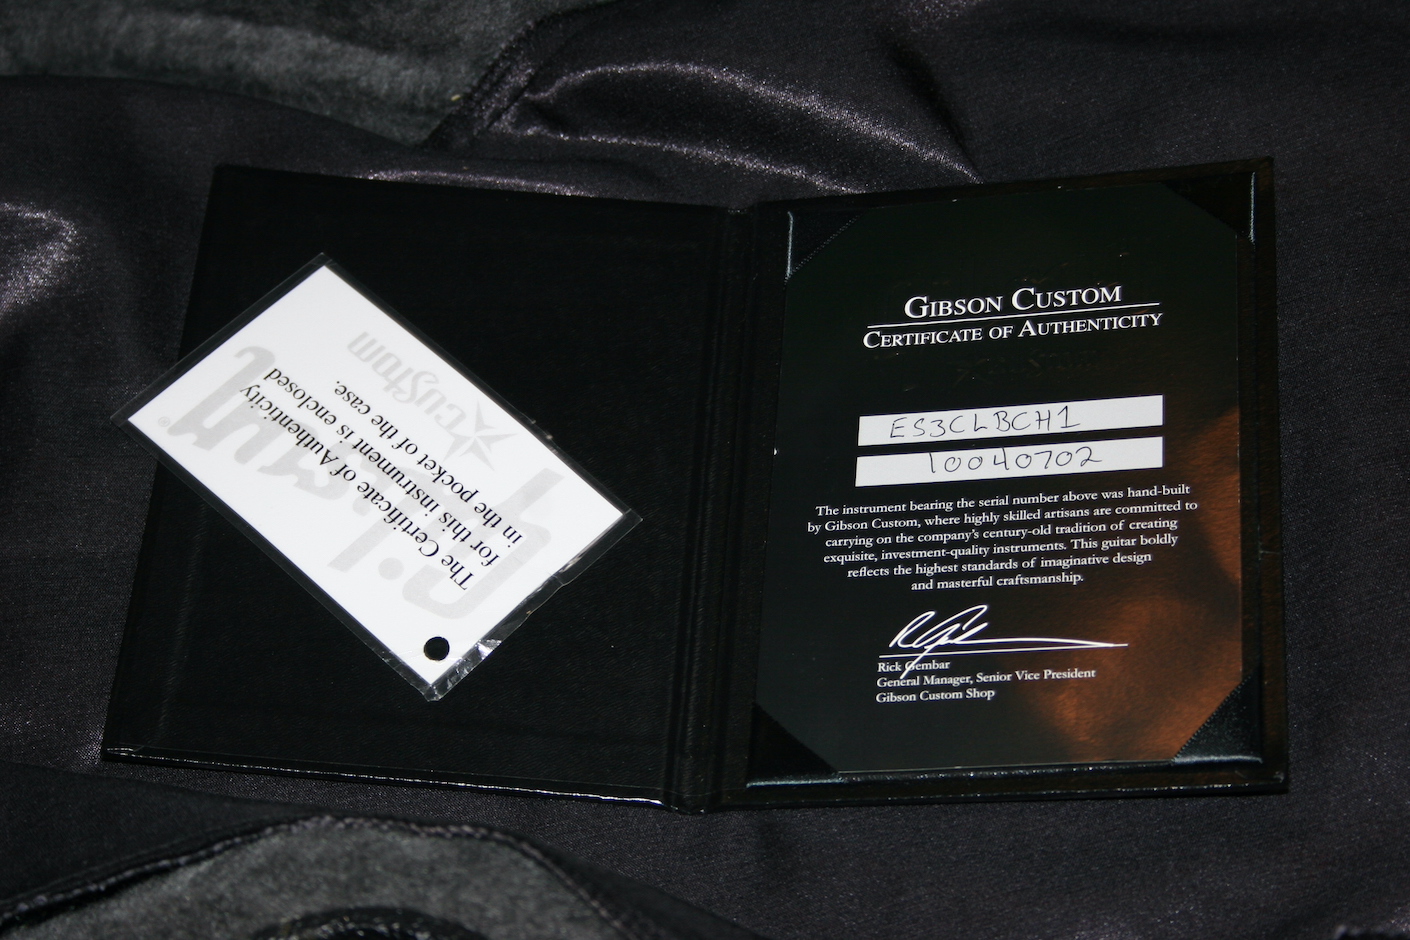 The Certificate of Authenticity
for this instrument is enclosed
in the pocket of the case.
Gibson
custom
®
GIBSON CUSTOM
CERTIFICATE OF AUTHENTICITY
ES3CLBCH1
10040702
The instrument bearing the serial number above was hand-built
by Gibson Custom, where highly skilled artisans are committed to
carrying on the company's century-old tradition of creating
exquisite, investment-quality instruments. This guitar boldly
reflects the highest standards of imaginative design
and masterful craftsmanship.
Rick Gembar
General Manager, Senior Vice President
Gibson Custom Shop